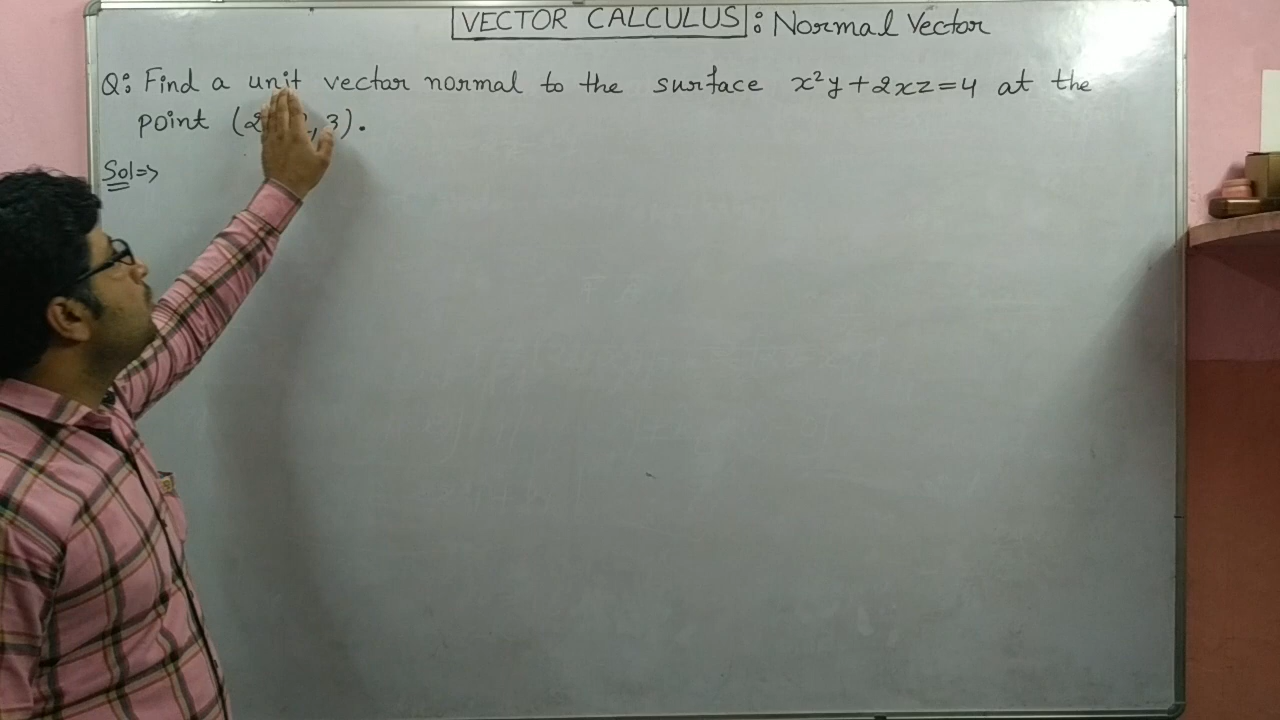 VECTOR CALCULUS : Normal Vector
Q: Find a unit vector normal to the surface x²y+2xz=4 at the
point (2 , 3).
Sol=>